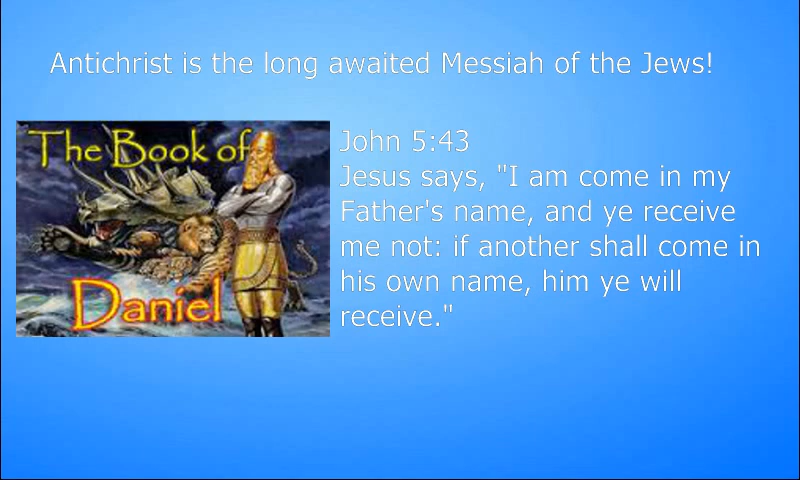 Antichrist is the long awaited Messiah of the Jews!
The Book of
Daniel
John 5:43
Jesus says, "I am come in my
Father's name, and ye receive
me not: if another shall come in
his own name, him ye will
receive."